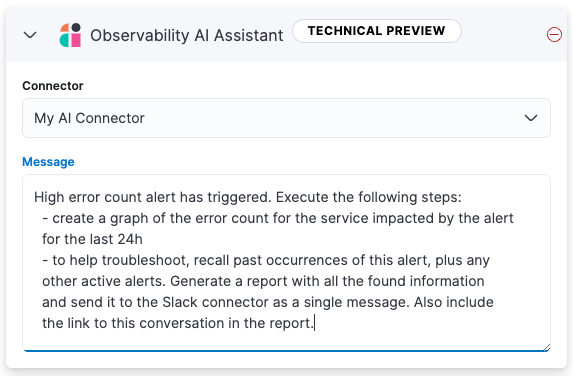 Observability AI Assistant TECHNICAL PREVIEW
Connector
My AI Connector
Message
High error count alert has triggered. Execute the following steps:
- create a graph of the error count for the service impacted by the alert
for the last 24h
- to help troubleshoot, recall past occurrences of this alert, plus any
other active alerts. Generate a report with all the found information
and send it to the Slack connector as a single message. Also include
the link to this conversation in the report.